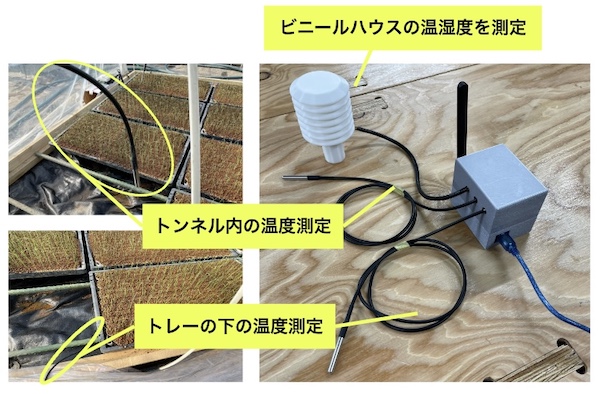 ビニールハウスの温湿度を測定
トンネル内の温度測定
トレーの下の温度測定